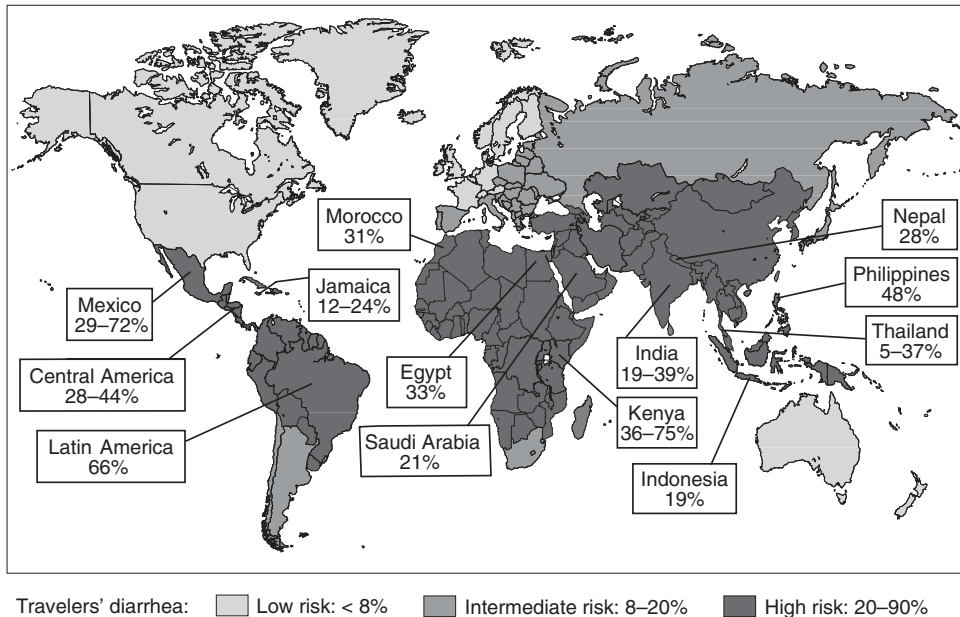 Morocco
31%
Nepal
28%
Jamaica
12–24%
Philippines
48%
Mexico
29–72%
Thailand
5–37%
Central America
28–44%
Egypt
33%
India
19–39%
Latin America
66%
Saudi Arabia
21%
Kenya
36–75%
Indonesia
19%
Travelers’ diarrhea:
Low risk: < 8%
Intermediate risk: 8–20%
High risk: 20–90%